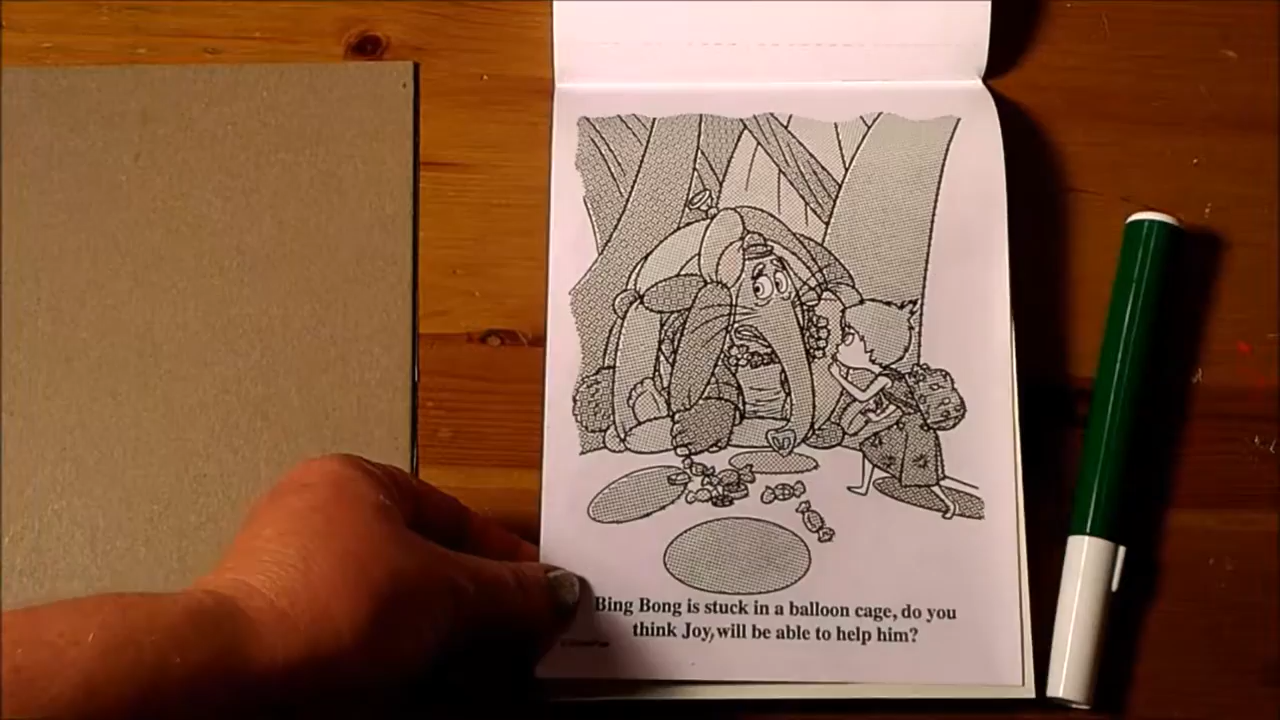 Bing Bong is stuck in a balloon cage, do you
think Joy, will be able to help him?